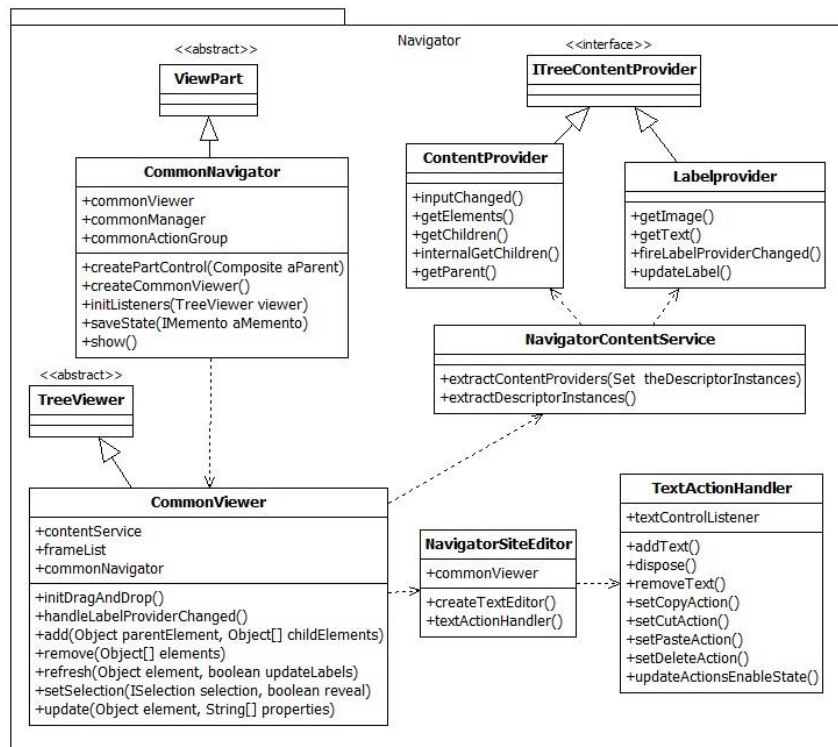 Navigator
<<abstract>>
ViewPart
CommonNavigator
+commonViewer
+commonManager
+commonActionGroup
+createPartControl(Composite aParent)
+createCommonViewer()
+initListeners(TreeViewer viewer)
+saveState(IMemento aMemento)
+show()
<<interface>>
ITreeContentProvider
ContentProvider
+inputChanged()
+getElements()
+getChildren()
+internalGetChildren()
+getParent()
Labelprovider
+getImage()
+getText()
+fireLabelProviderChanged()
+updateLabel()
NavigatorContentService
+extractContentProviders(Set theDescriptorInstances)
+extractDescriptorInstances()
<<abstract>>
TreeViewer
CommonViewer
+contentService
+frameList
+commonNavigator
+initDragAndDrop()
+handleLabelProviderChanged()
+add(Object parentElement, Object[] childElements)
+remove(Object[] elements)
+refresh(Object element, boolean updateLabels)
+setSelection(ISelection selection, boolean reveal)
+update(Object element, String[] properties)
NavigatorSiteEditor
+commonViewer
+createTextEditor()
+textActionHandler()
TextActionHandler
+textControlListener
+addText()
+dispose()
+removeText()
+setCopyAction()
+setCutAction()
+setPasteAction()
+setDeleteAction()
+updateActionsEnableState()